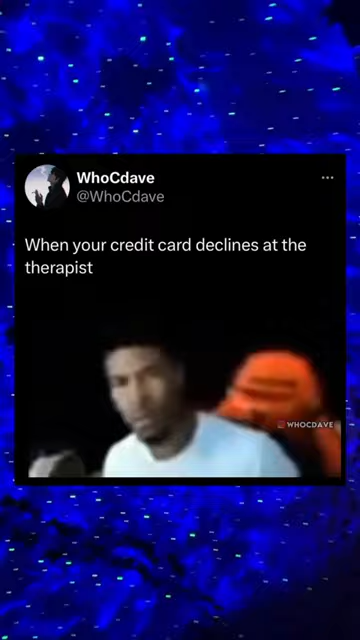 WhoCdave
@WhoCdave
When your credit card declines at the
therapist
WHOCDAVE